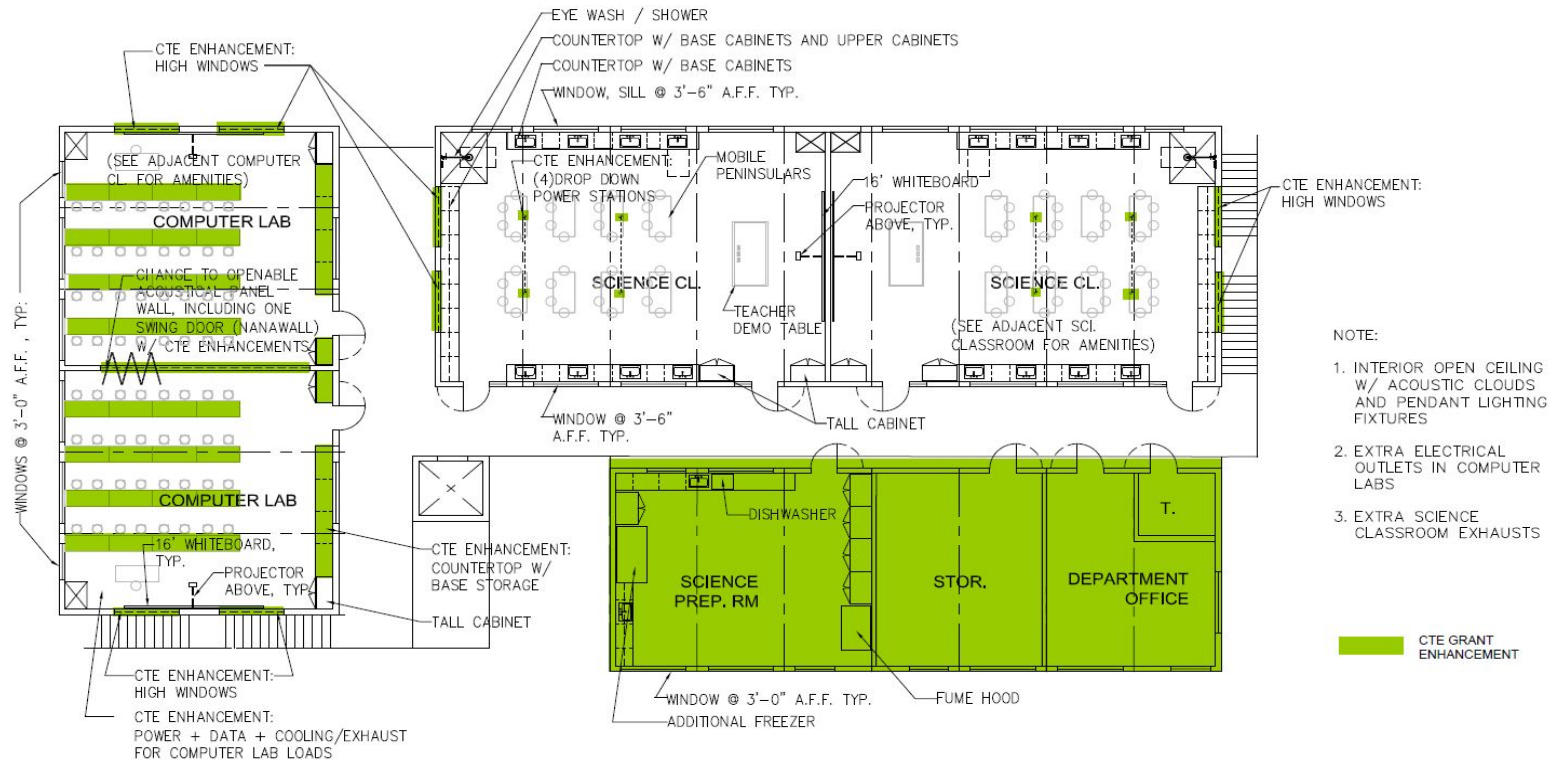 EYE WASH / SHOWER
COUNTERTOP W/ BASE CABINETS AND UPPER CABINETS
COUNTERTOP W/ BASE CABINETS
WINDOW, SILL @ 3'-6" A.F.F. TYP.
CTE ENHANCEMENT:
HIGH WINDOWS
(SEE ADJACENT COMPUTER
CL. FOR AMENITIES)
COMPUTER LAB
CHANGE TO OPENABLE
ACOUSTICAL PANEL
WALL, INCLUDING ONE
SWING DOOR (NANAWALL)
W/ CTE ENHANCEMENTS
WINDOWS @ 3'-0" A.F.F. , TYP.
COMPUTER LAB
16' WHITEBOARD,
TYP.
PROJECTOR
ABOVE, TYP
CTE ENHANCEMENT:
COUNTERTOP W/
BASE STORAGE
TALL CABINET
CTE ENHANCEMENT:
HIGH WINDOWS
CTE ENHANCEMENT:
POWER + DATA + COOLING/EXHAUST
FOR COMPUTER LAB LOADS
CTE ENHANCEMENT:
(4)DROP DOWN
POWER STATIONS
MOBILE
PENINSULARS
16' WHITEBOARD
PROJECTOR
ABOVE, TYP.
SCIENCE CL.
TEACHER
DEMO TABLE
SCIENCE CL.
(SEE ADJACENT SCI.
CLASSROOM FOR AMENITIES)
CTE ENHANCEMENT:
HIGH WINDOWS
WINDOW @ 3'-6"
A.F.F. TYP.
TALL CABINET
DISHWASHER
SCIENCE
PREP. RM
STOR.
DEPARTMENT
OFFICE
T.
WINDOW @ 3'-0" A.F.F. TYP.
ADDITIONAL FREEZER
FUME HOOD
NOTE:
1. INTERIOR OPEN CEILING
W/ ACOUSTIC CLOUDS
AND PENDANT LIGHTING
FIXTURES
2. EXTRA ELECTRICAL
OUTLETS IN COMPUTER
LABS
3. EXTRA SCIENCE
CLASSROOM EXHAUSTS
CTE GRANT
ENHANCEMENT